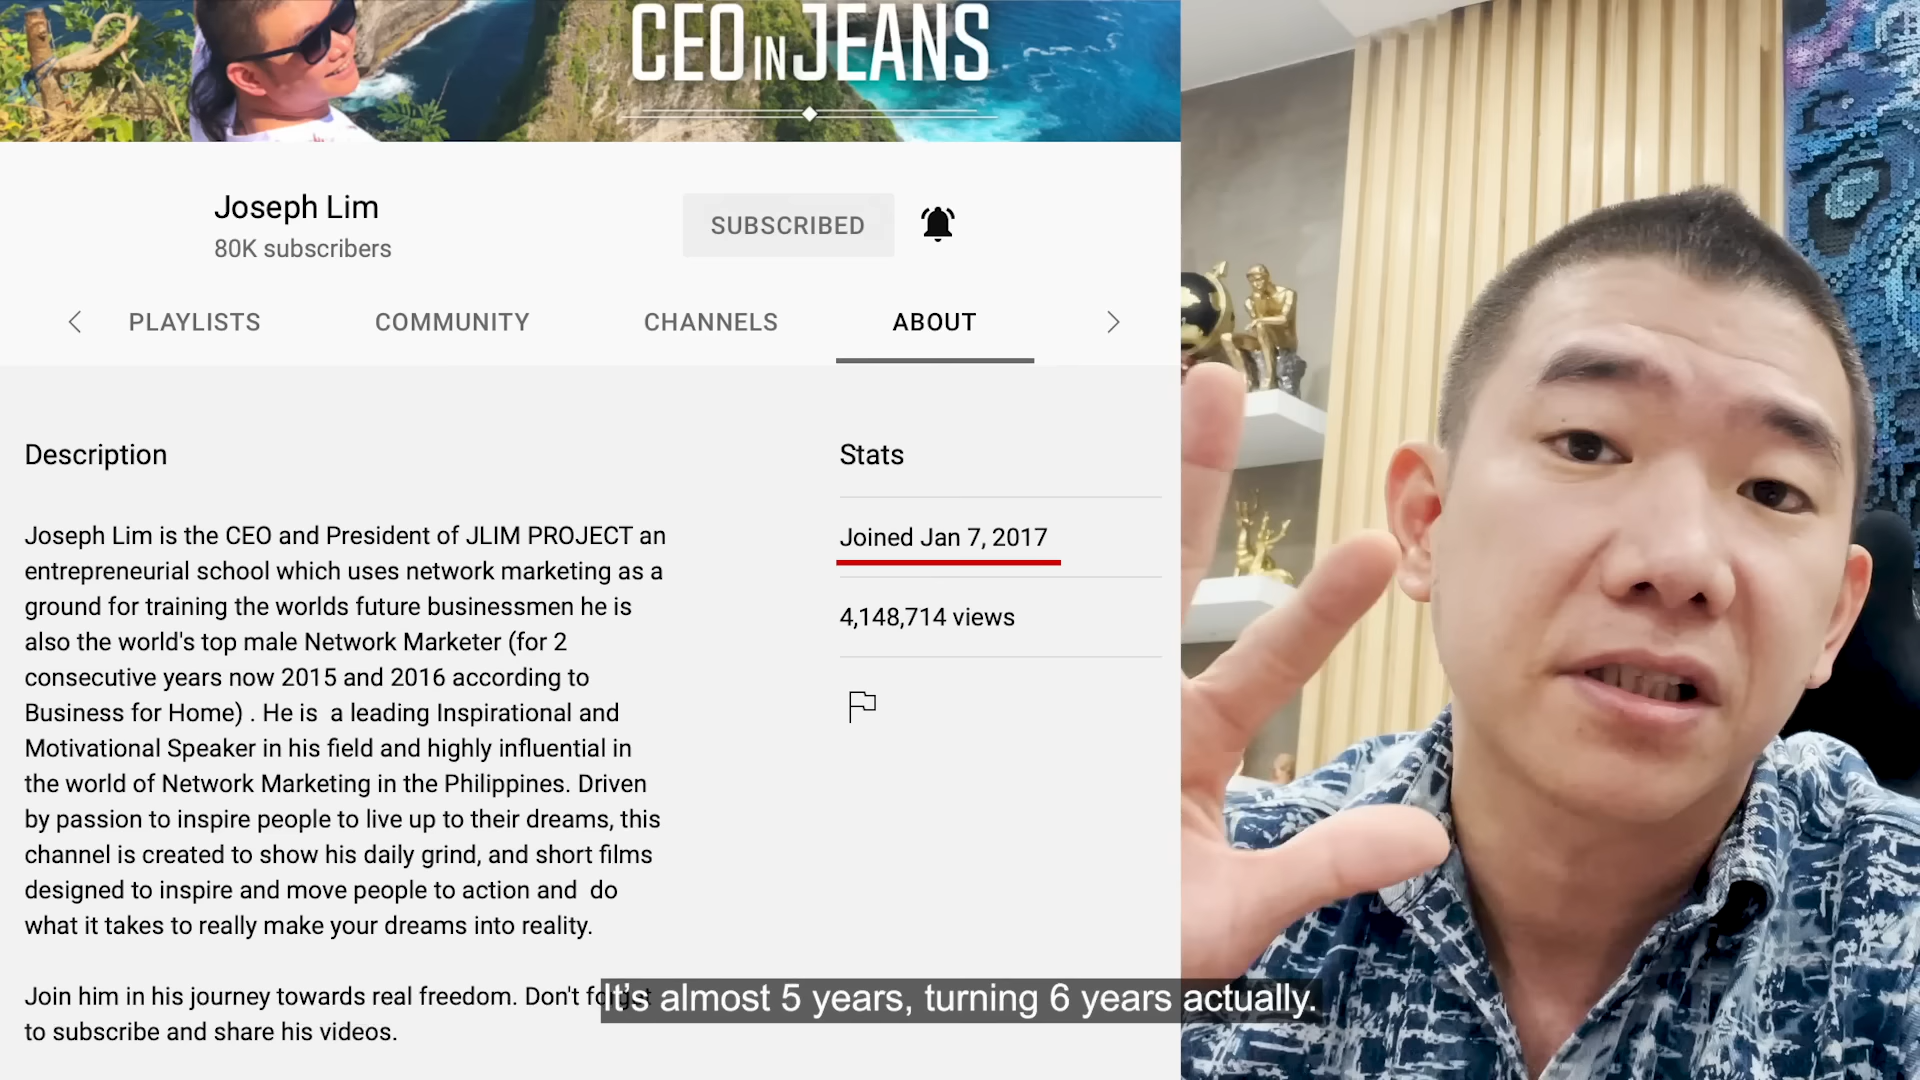 CEO IN JEANS
Joseph Lim
80K subscribers
SUBSCRIBED
PLAYLISTS
COMMUNITY
CHANNELS
ABOUT
Description
Joseph Lim is the CEO and President of JLIM PROJECT an
entrepreneurial school which uses network marketing as a
ground for training the worlds future businessmen he is
also the world's top male Network Marketer (for 2
consecutive years now 2015 and 2016 according to
Business for Home) . He is  a leading Inspirational and
Motivational Speaker in his field and highly influential in
the world of Network Marketing in the Philippines. Driven
by passion to inspire people to live up to their dreams, this
channel is created to show his daily grind, and short films
designed to inspire and move people to action and  do
what it takes to really make your dreams into reality.
Join him in his journey towards real freedom. Don't forget
to subscribe and share his videos.
Stats
Joined Jan 7, 2017
4,148,714 views
It's almost 5 years, turning 6 years actually.